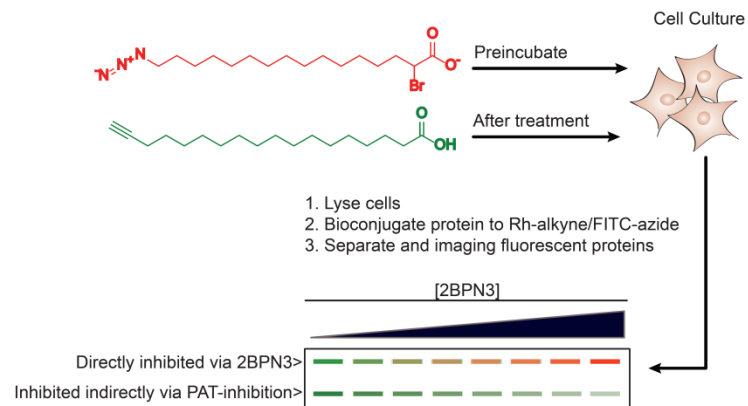 Cell Culture
⁻N=N⁺=N
O
O⁻
Br
Preincubate
O
OH
After treatment
1. Lyse cells
2. Bioconjugate protein to Rh-alkyne/FITC-azide
3. Separate and imaging fluorescent proteins
[2BPN3]
Directly inhibited via 2BPN3>
Inhibited indirectly via PAT-inhibition>